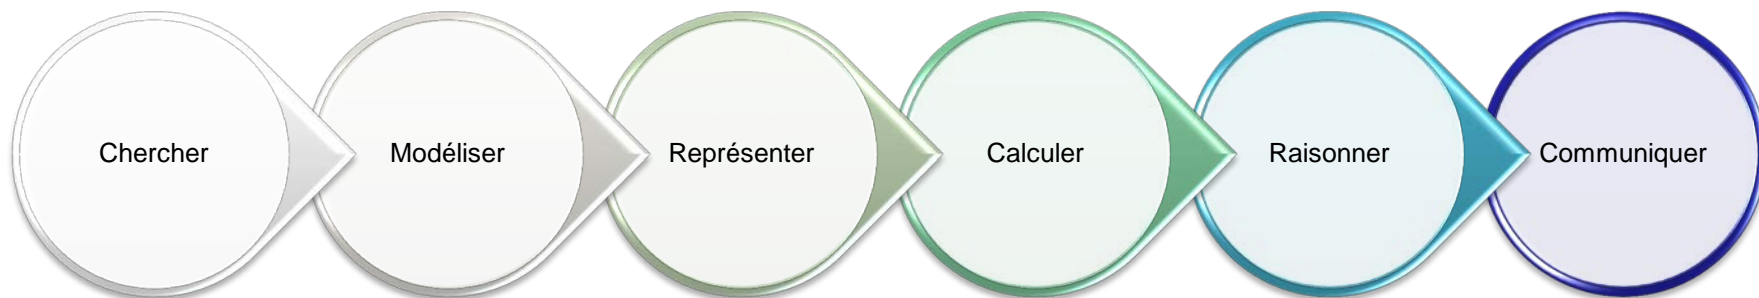 Chercher
Modéliser
Représenter
Calculer
Raisonner
Communiquer